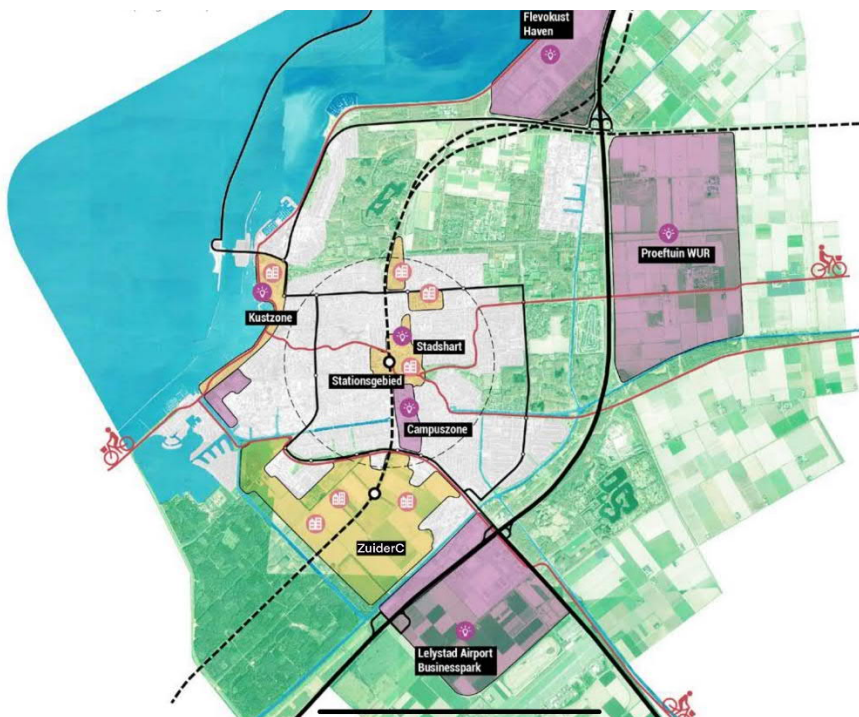 Flevokust
Haven
Proeftuin WUR
Kustzone
Stadshart
Stationsgebied
Campuszone
ZuiderC
Lelystad Airport
Businesspark